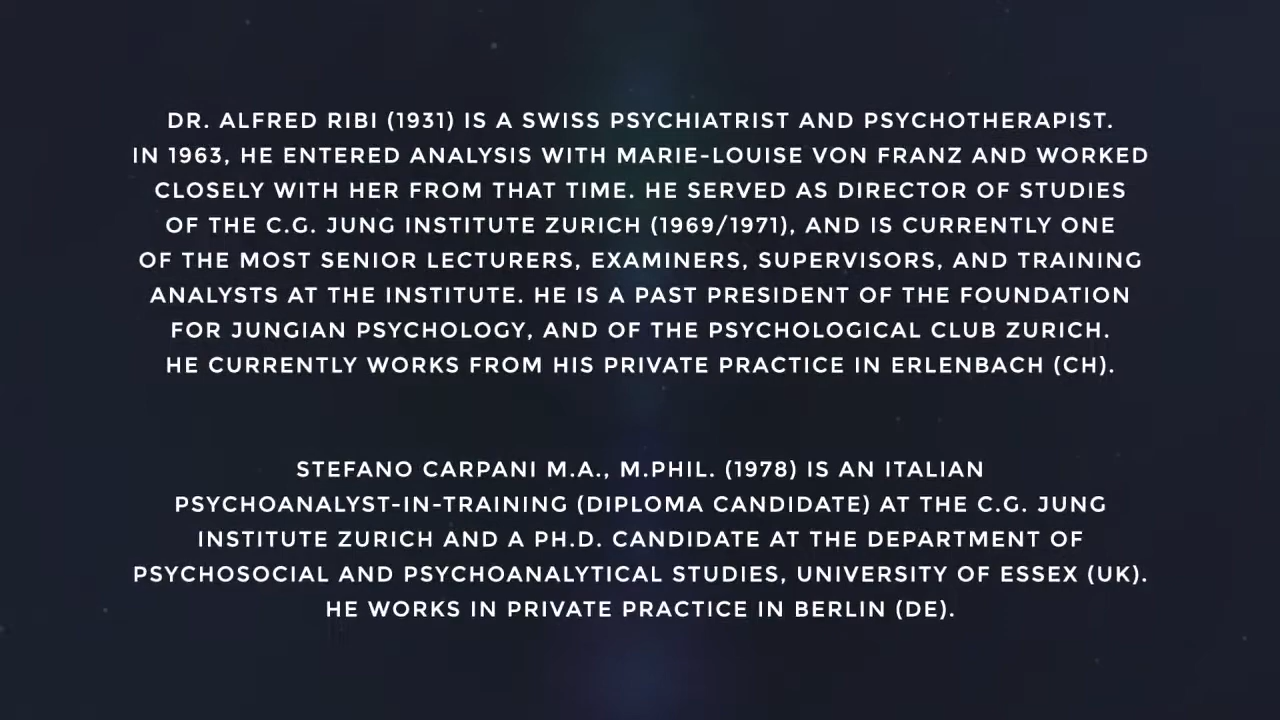 DR. ALFRED RIBI (1931) IS A SWISS PSYCHIATRIST AND PSYCHOTHERAPIST.
IN 1963, HE ENTERED ANALYSIS WITH MARIE-LOUISE VON FRANZ AND WORKED
CLOSELY WITH HER FROM THAT TIME. HE SERVED AS DIRECTOR OF STUDIES
OF THE C.G. JUNG INSTITUTE ZURICH (1969/1971), AND IS CURRENTLY ONE
OF THE MOST SENIOR LECTURERS, EXAMINERS, SUPERVISORS, AND TRAINING
ANALYSTS AT THE INSTITUTE. HE IS A PAST PRESIDENT OF THE FOUNDATION
FOR JUNGIAN PSYCHOLOGY, AND OF THE PSYCHOLOGICAL CLUB ZURICH.
HE CURRENTLY WORKS FROM HIS PRIVATE PRACTICE IN ERLENBACH (CH).
STEFANO CARPANI M.A., M.PHIL. (1978) IS AN ITALIAN
PSYCHOANALYST-IN-TRAINING (DIPLOMA CANDIDATE) AT THE C.G. JUNG
INSTITUTE ZURICH AND A PH.D. CANDIDATE AT THE DEPARTMENT OF
PSYCHOSOCIAL AND PSYCHOANALYTICAL STUDIES, UNIVERSITY OF ESSEX (UK).
HE WORKS IN PRIVATE PRACTICE IN BERLIN (DE).